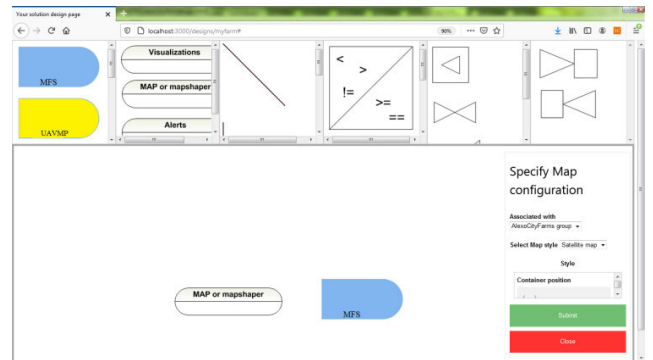 Your solution design page
localhost:3000/designs/myfarm#
90%
MFS
UAVMP
Visualizations
MAP or mapshaper
Alerts
<
>
!=
>=
==
MAP or mapshaper
MFS
Specify Map
configuration
Associated with
AlexoCityFarms group
Select Map style Satellite map
Style
Container position
Submit
Close